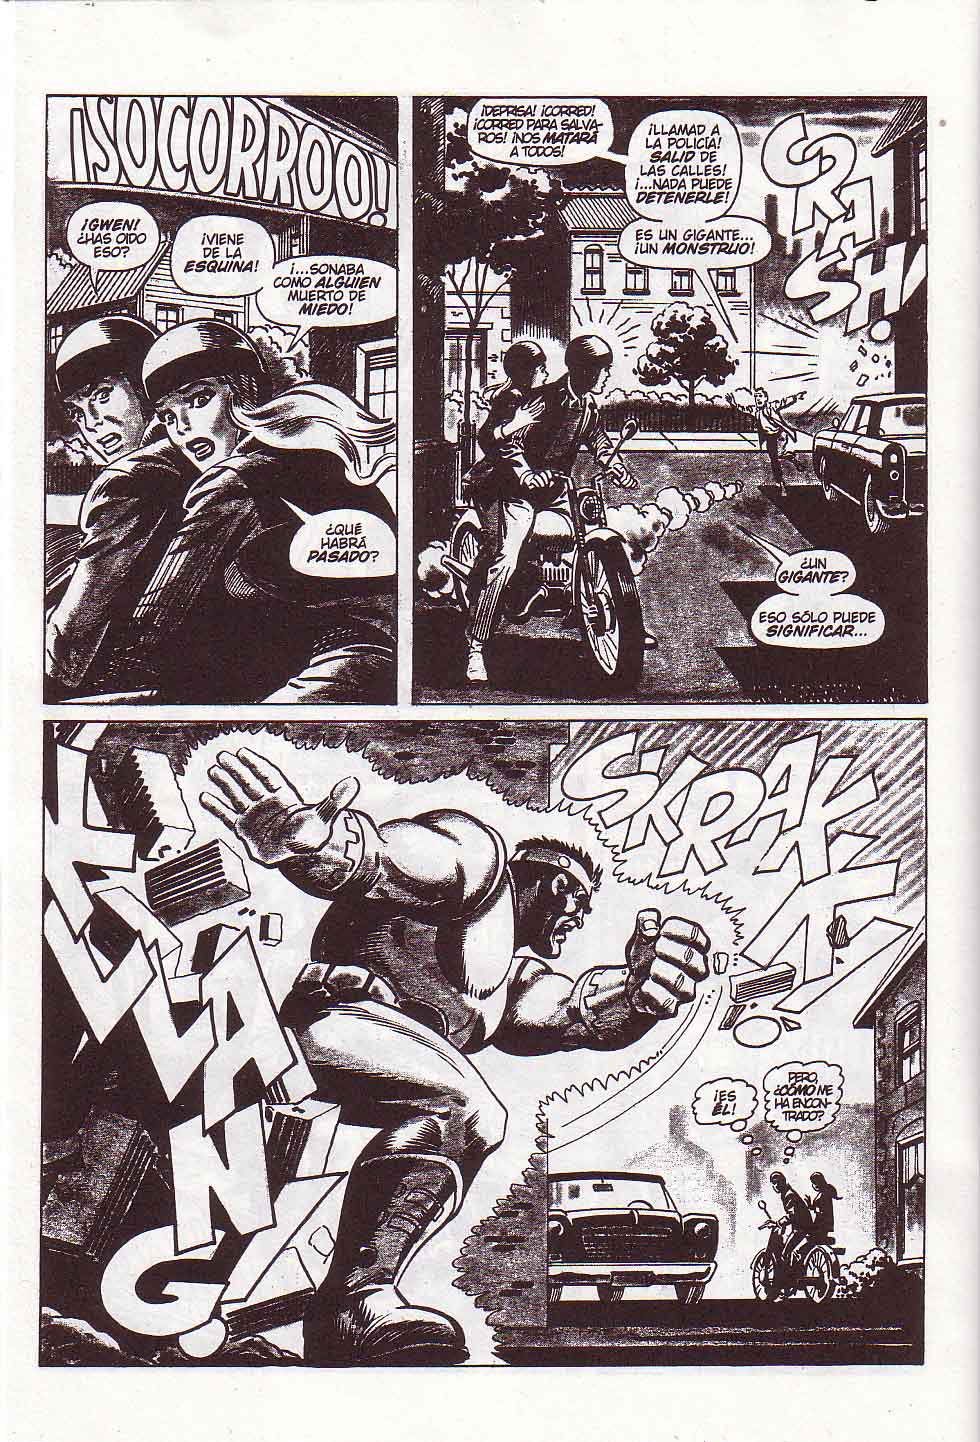 ¡SOCORROO!
¡GWEN!
¿HAS OÍDO
ESO?
¡VIENE
DE LA
ESQUINA!
¡...SONABA
COMO ALGUIEN
MUERTO DE
MIEDO!
¿QUÉ
HABRÁ
PASADO?
¡DEPRISA! ¡CORRED!
¡CORRED PARA SALVA-
ROS! ¡NOS MATARÁ
A TODOS!
¡LLAMAD A
LA POLICÍA!
SALID DE
LAS CALLES!
¡...NADA PUEDE
DETENERLE!
ES UN GIGANTE...
¡UN MONSTRUO!
CRASH!
¿UN
GIGANTE?
ESO SÓLO PUEDE
SIGNIFICAR...
KLLANG!
SKRAKK!
¡ES
ÉL!
PERO,
¿CÓMO ME
HA ENCON-
TRADO?